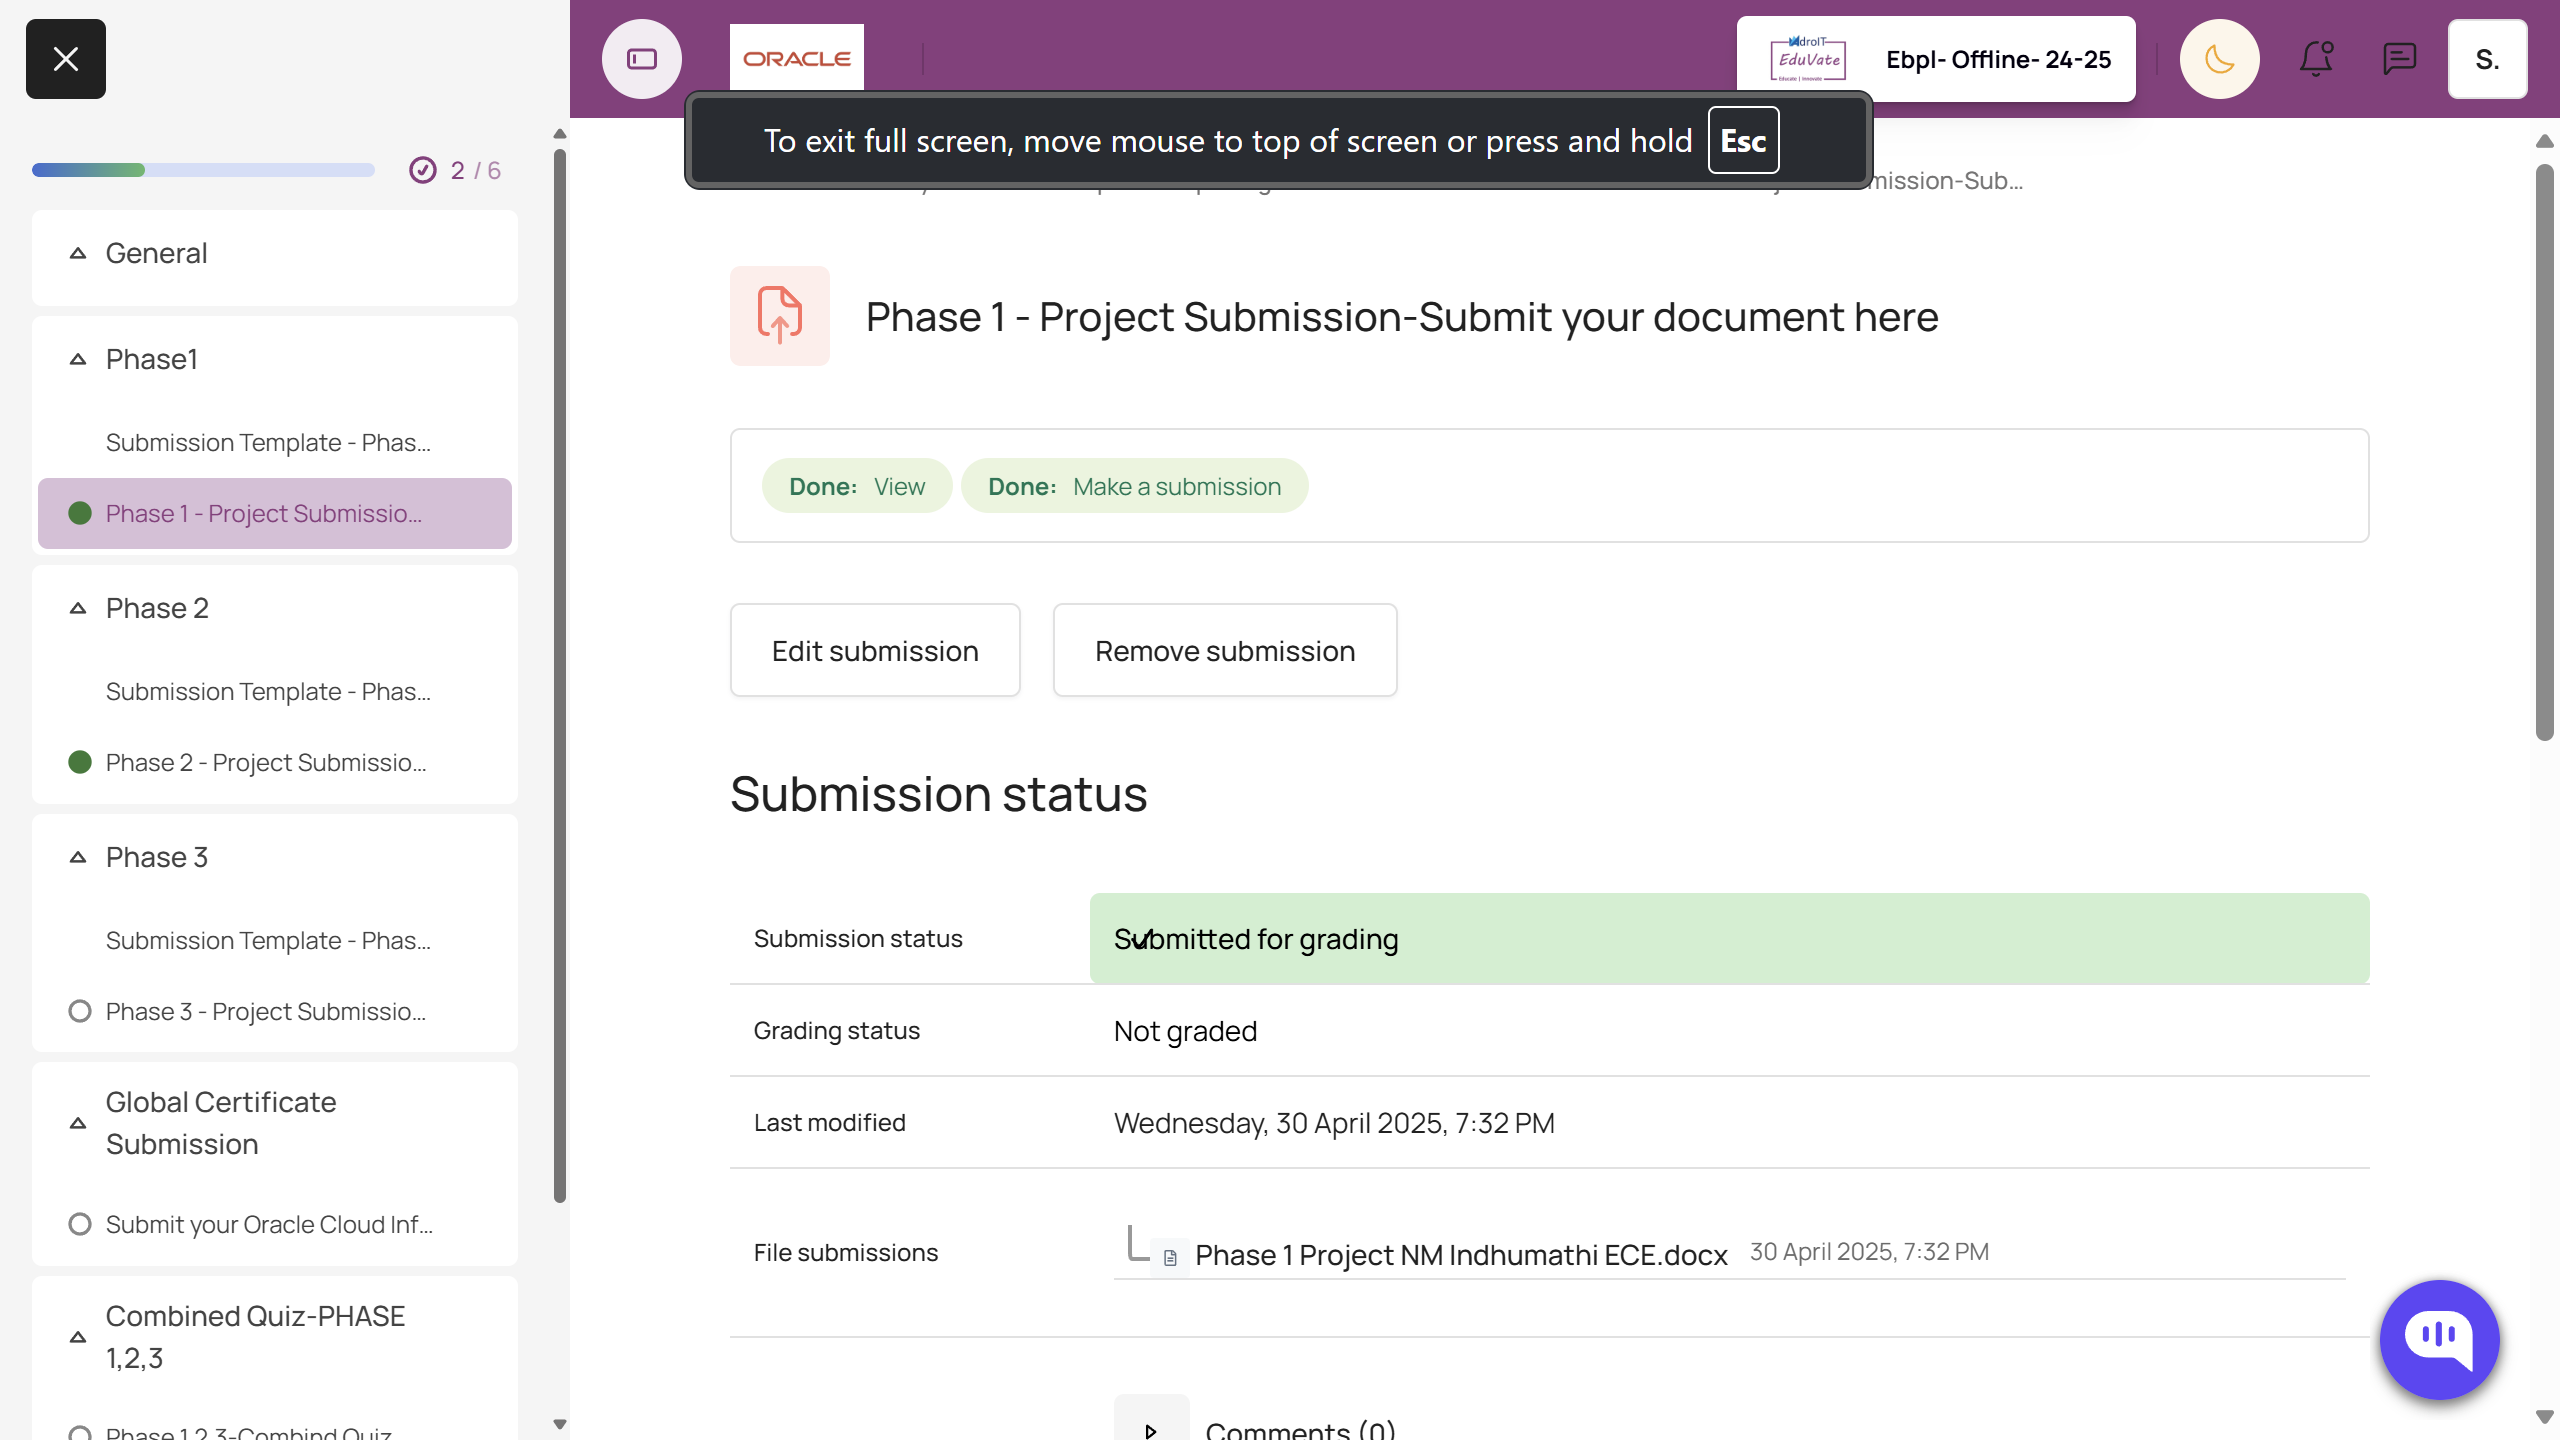 ORACLE
AdroIT
EduVate
Educate | Innovate
Ebpl- Offline- 24-25
S.
To exit full screen, move mouse to top of screen or press and hold Esc
mission-Sub...
2 / 6
General
Phase1
Submission Template - Phas...
Phase 1 - Project Submissio...
Phase 2
Submission Template - Phas...
Phase 2 - Project Submissio...
Phase 3
Submission Template - Phas...
Phase 3 - Project Submissio...
Global Certificate
Submission
Submit your Oracle Cloud Inf...
Combined Quiz-PHASE
1,2,3
Phase 1,2,3-Combind Quiz
Phase 1 - Project Submission-Submit your document here
Done: View
Done: Make a submission
Edit submission
Remove submission
Submission status
Submission status
Submitted for grading
Grading status
Not graded
Last modified
Wednesday, 30 April 2025, 7:32 PM
File submissions
Phase 1 Project NM Indhumathi ECE.docx
30 April 2025, 7:32 PM
Comments (0)